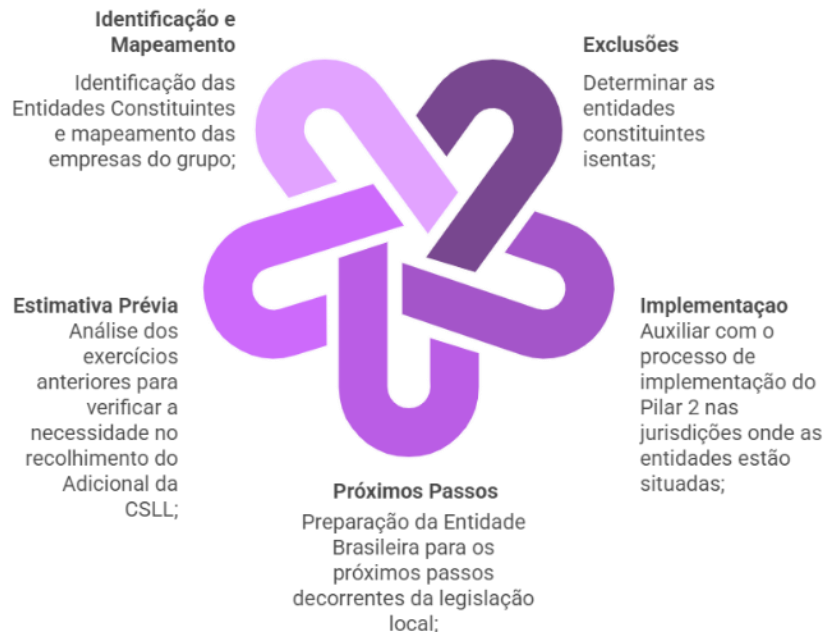 Identificação e
Mapeamento
Identificação das
Entidades Constituintes
e mapeamento das
empresas do grupo;
Exclusões
Determinar as
entidades
constituintes
isentas;
Estimativa Prévia
Análise dos
exercícios
anteriores para
verificar a
necessidade no
recolhimento do
Adicional da
CSLL;
Implementaçao
Auxiliar com o
processo de
implementação do
Pilar 2 nas
jurisdições onde as
entidades estão
situadas;
Próximos Passos
Preparação da Entidade
Brasileira para os
próximos passos
decorrentes da legislação
local;